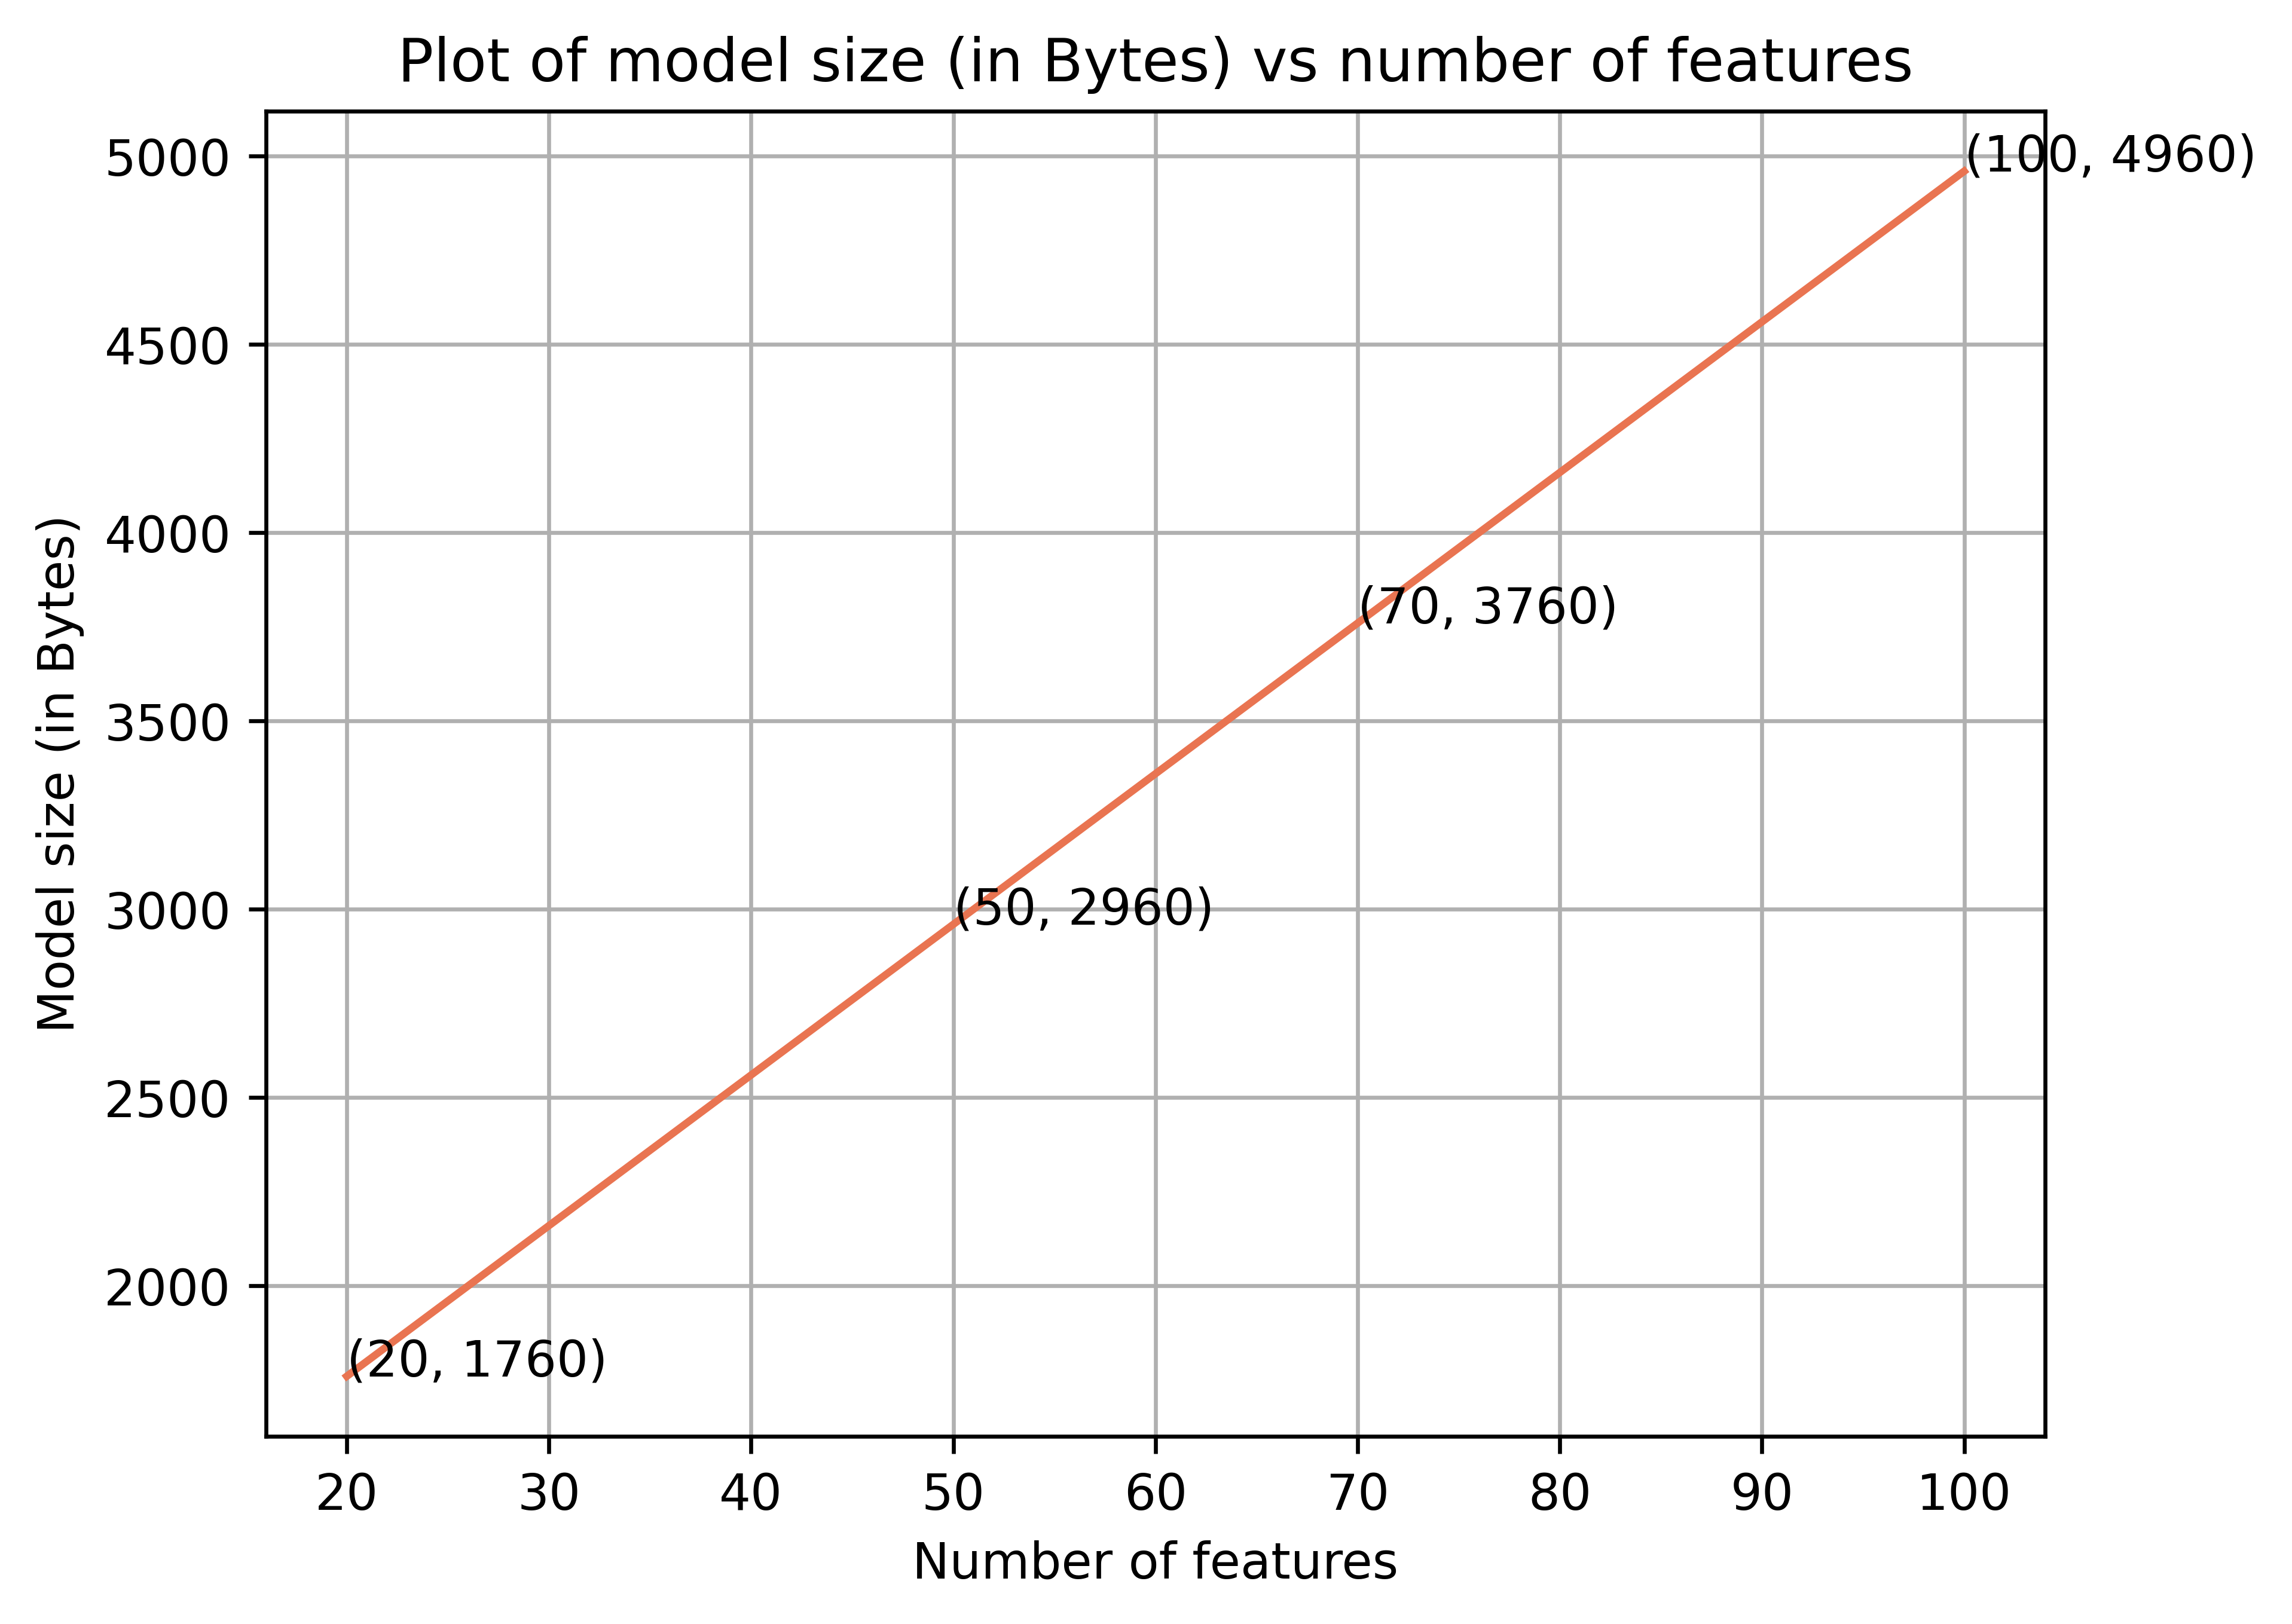 Plot of model size (in Bytes) vs number of features
5000
4500
4000
3500
3000
2500
2000
Model size (in Bytes)
(100, 4960)
(70, 3760)
(50, 2960)
(20, 1760)
20 30 40 50 60 70 80 90 100
Number of features